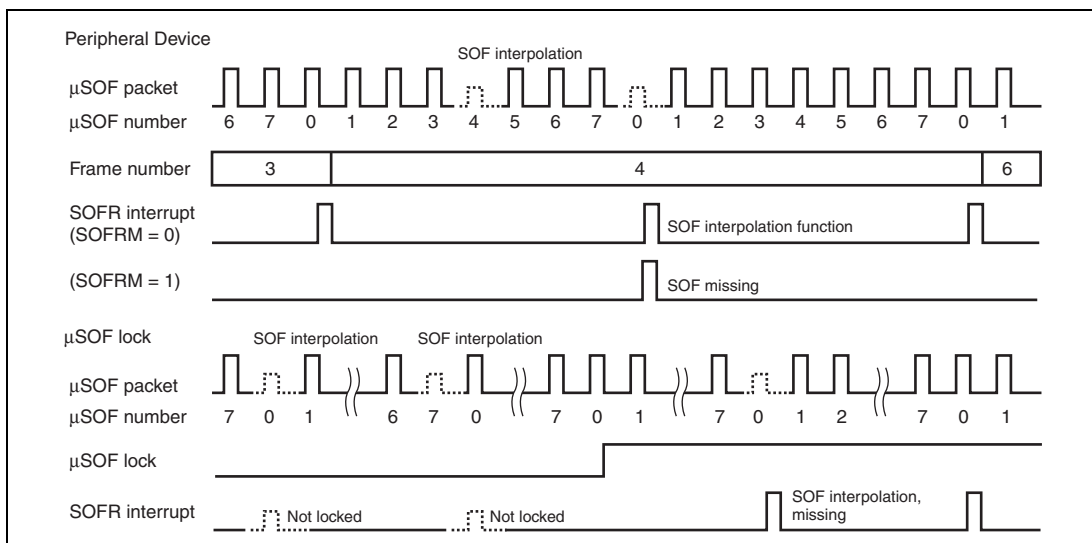 Peripheral Device
SOF interpolation
μSOF packet
μSOF number 6 7 0 1 2 3 4 5 6 7 0 1 2 3 4 5 6 7 0 1
Frame number 3 4 6
SOFR interrupt
(SOFRM = 0)
SOF interpolation function
(SOFRM = 1)
SOF missing
μSOF lock
SOF interpolation SOF interpolation
μSOF packet
μSOF number 7 0 1 6 7 0 7 0 1 7 0 1 2 7 0 1
μSOF lock
SOFR interrupt
Not locked Not locked
SOF interpolation,
missing